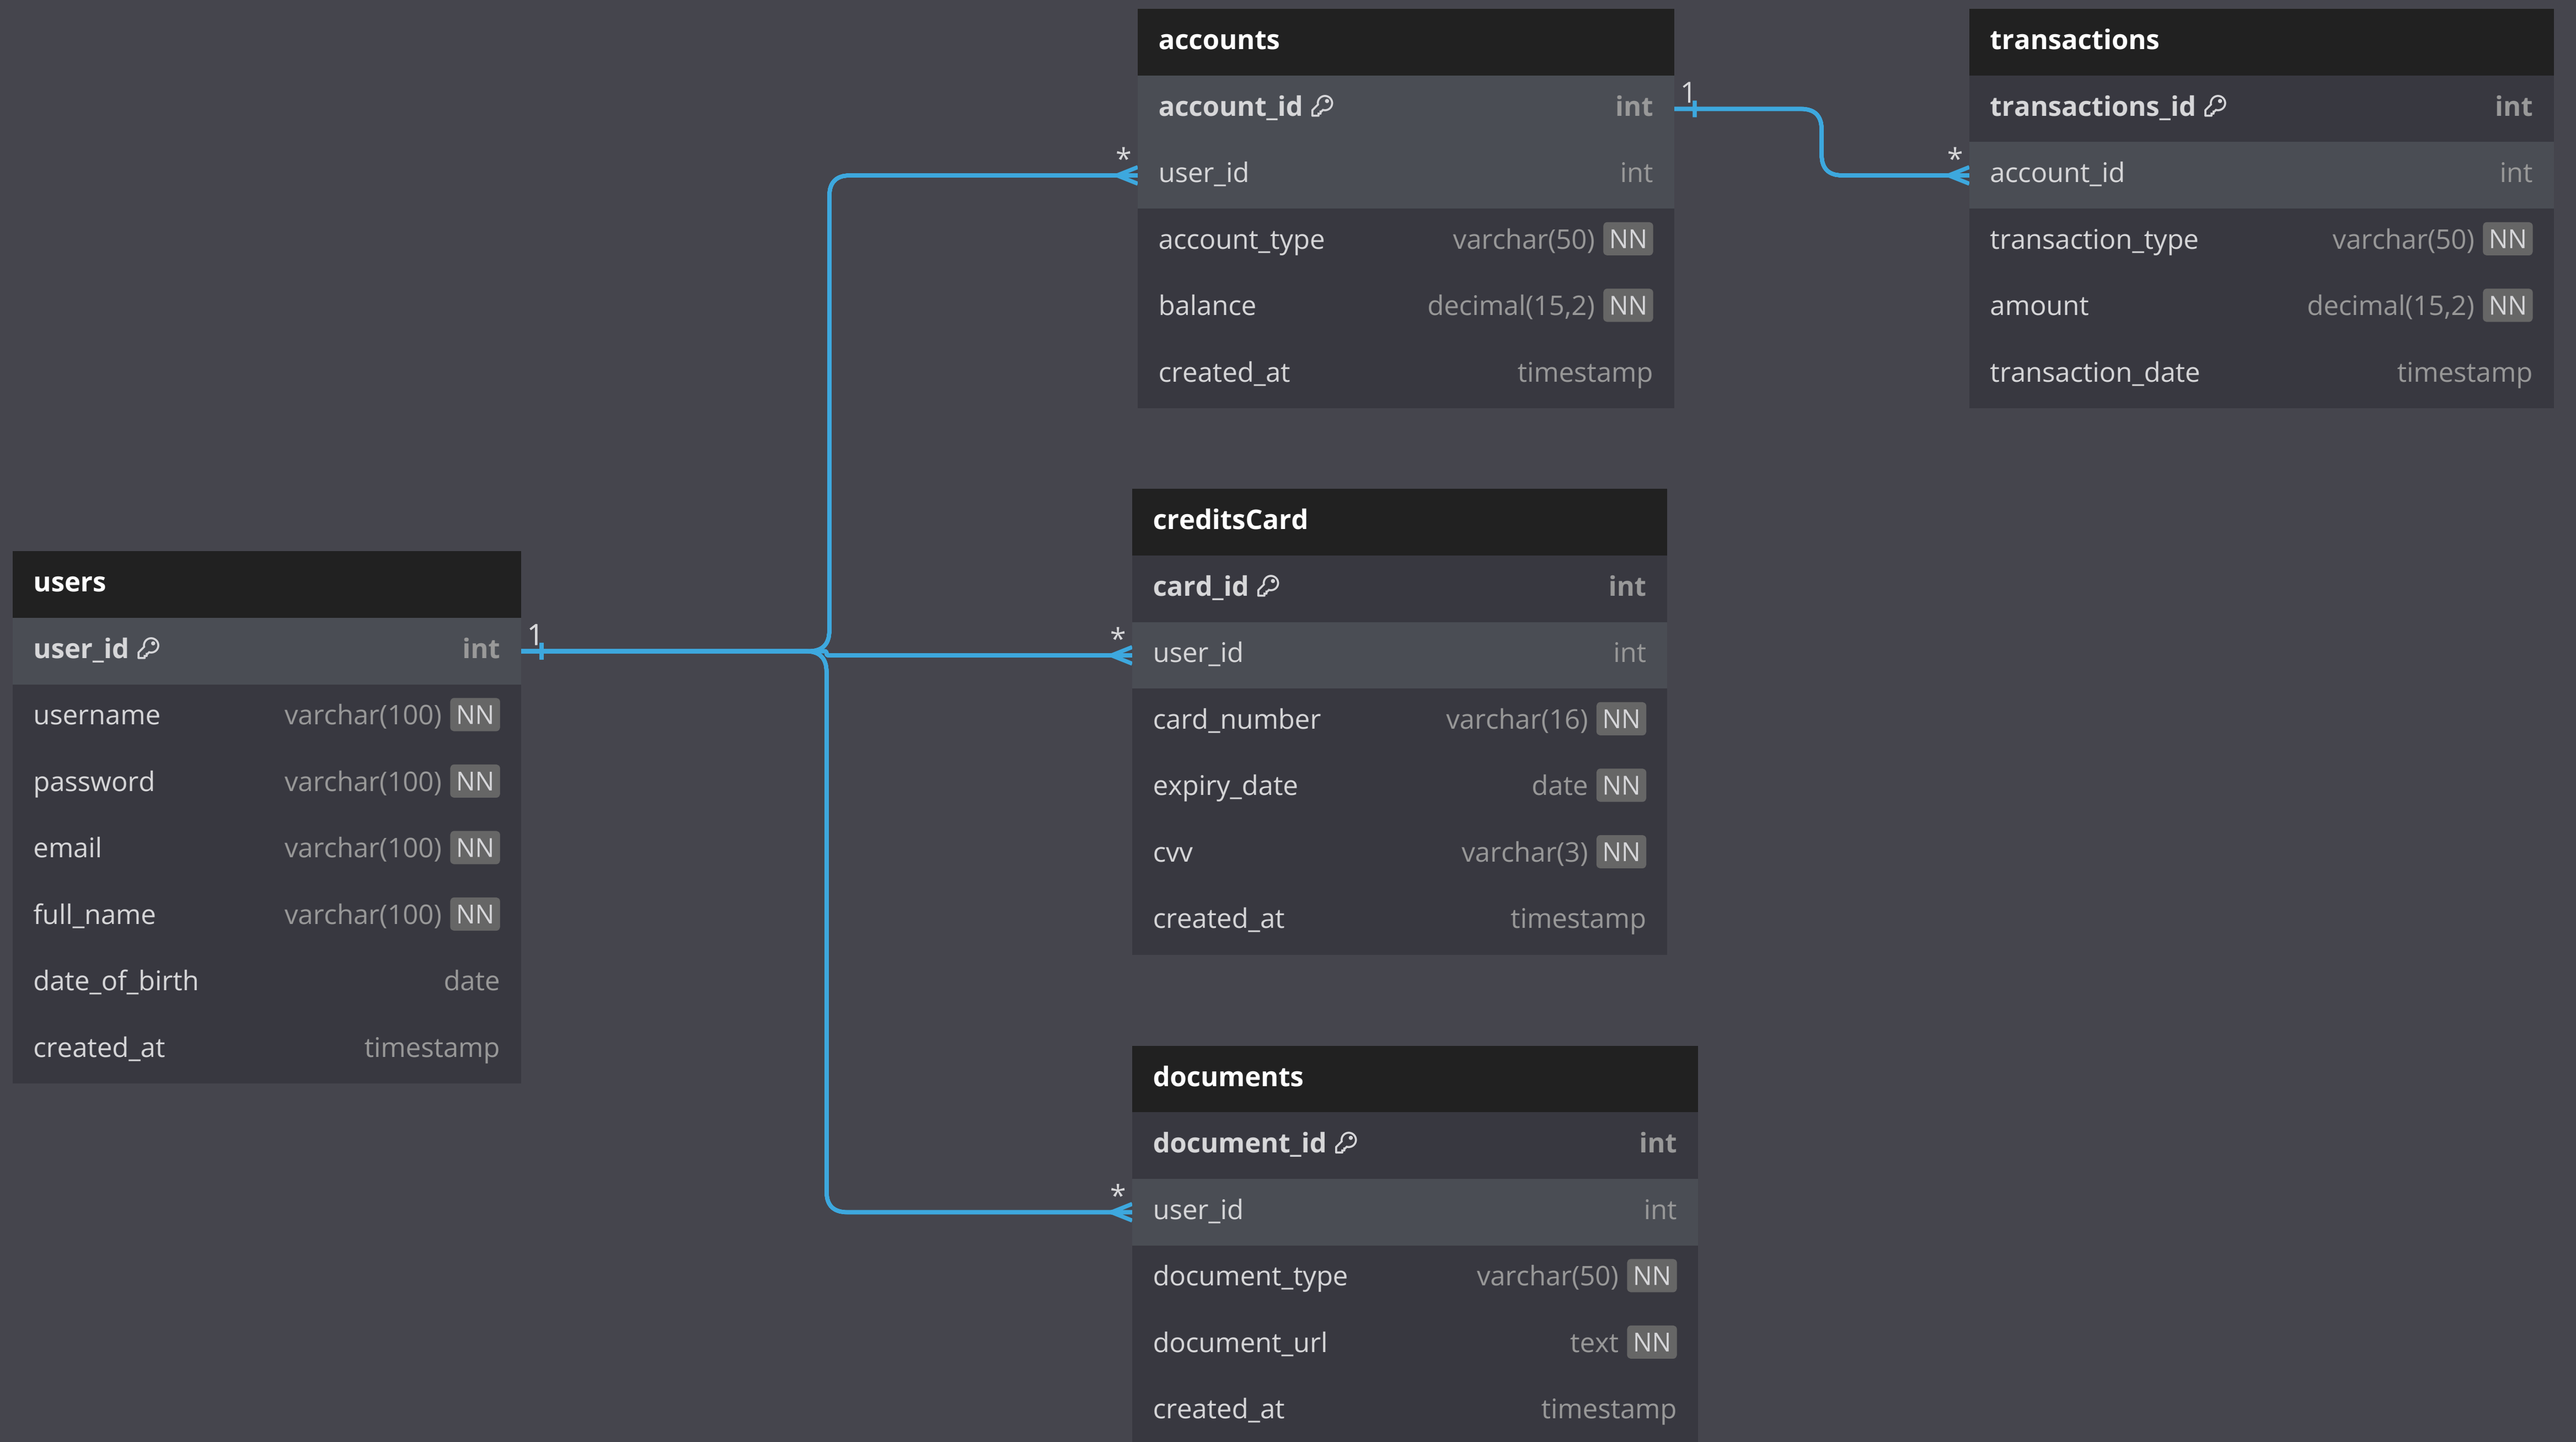 accounts
account_id int
user_id int
account_type varchar(50) NN
balance decimal(15,2) NN
created_at timestamp
1
*
transactions
transactions_id int
account_id int
transaction_type varchar(50) NN
amount decimal(15,2) NN
transaction_date timestamp
*
users
user_id int
username varchar(100) NN
password varchar(100) NN
email varchar(100) NN
full_name varchar(100) NN
date_of_birth date
created_at timestamp
1
creditsCard
card_id int
user_id int
card_number varchar(16) NN
expiry_date date NN
cvv varchar(3) NN
created_at timestamp
*
documents
document_id int
user_id int
document_type varchar(50) NN
document_url text NN
created_at timestamp
*